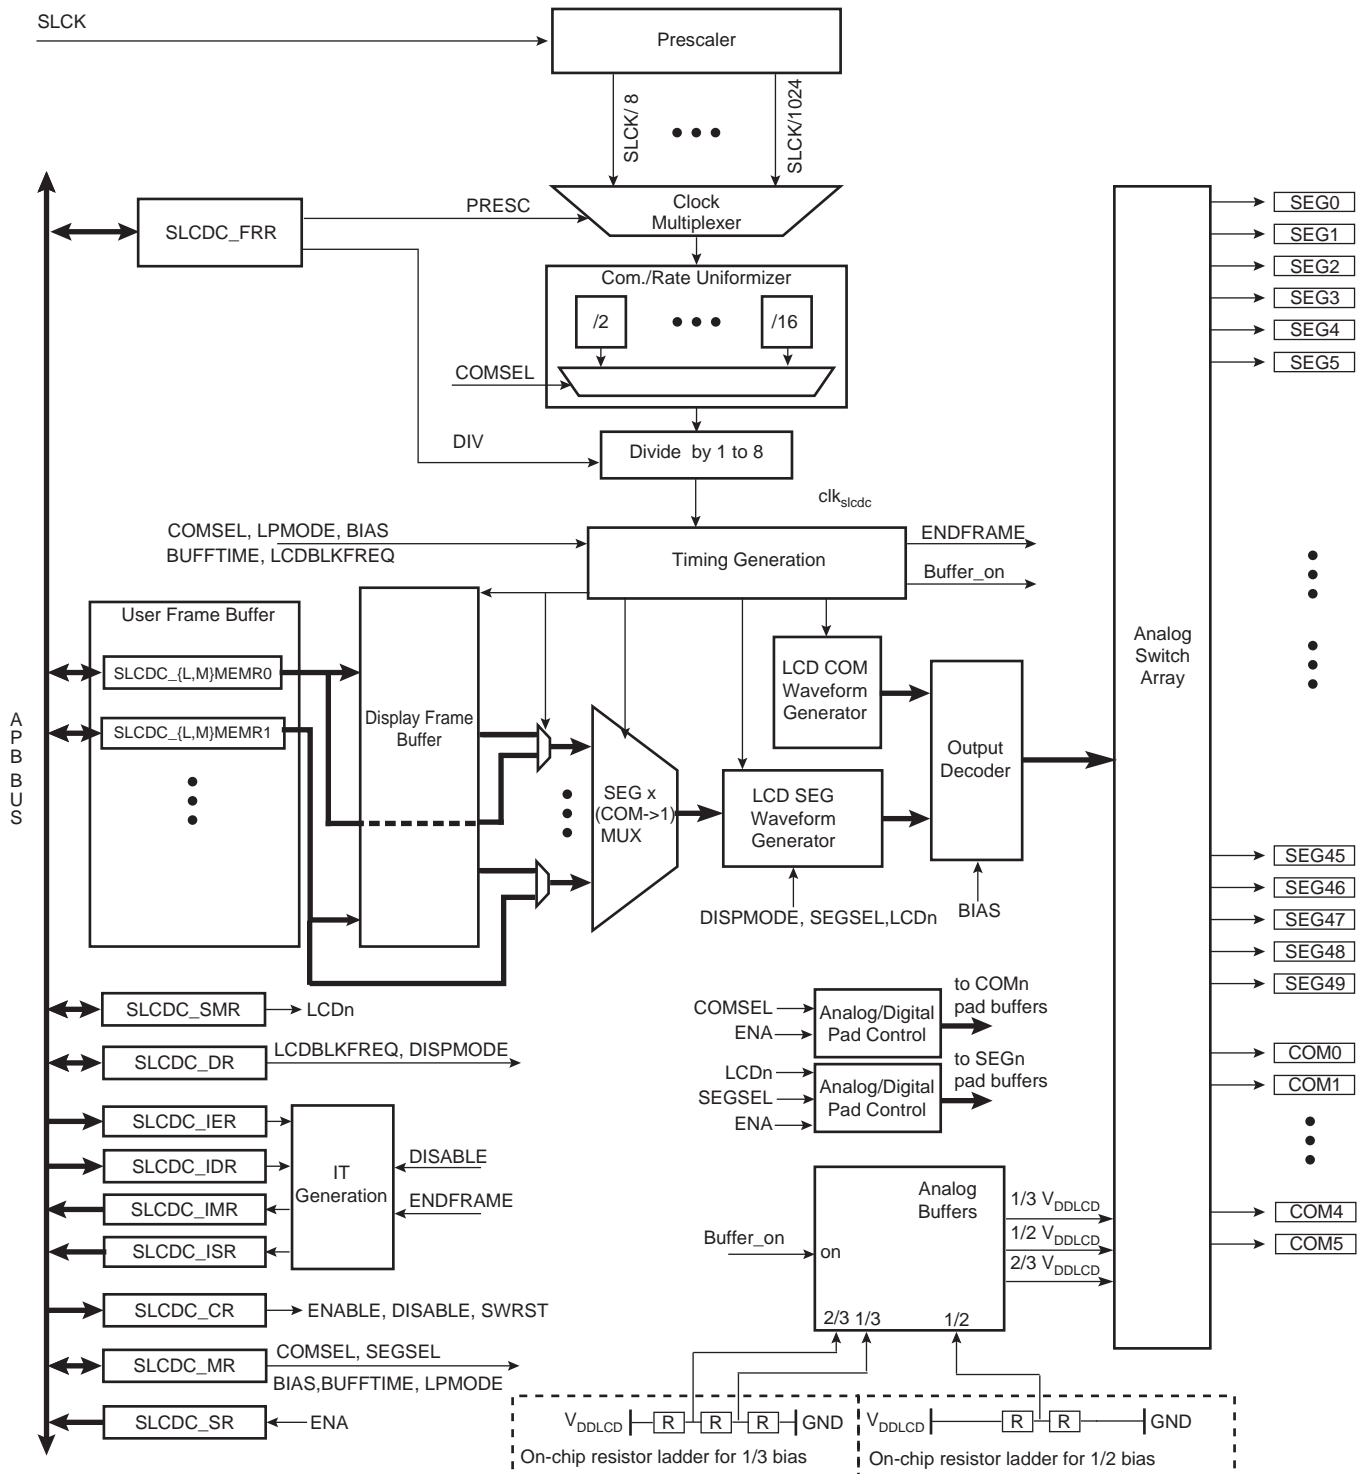 SLCK
Prescaler
SLCK/ 8
SLCK/1024
PRESC
Clock
Multiplexer
SLCDC_FRR
Com./Rate Uniformizer
/2
/16
COMSEL
DIV
Divide by 1 to 8
clkslcdc
COMSEL, LPMODE, BIAS
BUFFTIME, LCDBLKFREQ
Timing Generation
ENDFRAME
Buffer_on
User Frame Buffer
SLCDC_{L,M}MEMR0
SLCDC_{L,M}MEMR1
APB BUS
Display Frame
Buffer
SEG x
(COM->1)
MUX
LCD COM
Waveform
Generator
LCD SEG
Waveform
Generator
Output
Decoder
DISPMODE, SEGSEL,LCDn
BIAS
Analog
Switch
Array
SEG0
SEG1
SEG2
SEG3
SEG4
SEG5
SEG45
SEG46
SEG47
SEG48
SEG49
COM0
COM1
COM4
COM5
SLCDC_SMR
LCDn
SLCDC_DR
LCDBLKFREQ, DISPMODE
SLCDC_IER
SLCDC_IDR
SLCDC_IMR
SLCDC_ISR
IT
Generation
DISABLE
ENDFRAME
SLCDC_CR
ENABLE, DISABLE, SWRST
SLCDC_MR
COMSEL, SEGSEL
BIAS,BUFFTIME, LPMODE
SLCDC_SR
ENA
COMSEL
ENA
Analog/Digital
Pad Control
to COMn
pad buffers
LCDn
SEGSEL
ENA
Analog/Digital
Pad Control
to SEGn
pad buffers
Buffer_on
on
Analog
Buffers
2/3 1/3
1/2
1/3 VDDLCD
1/2 VDDLCD
2/3 VDDLCD
VDDLCD
R
R
R
GND
On-chip resistor ladder for 1/3 bias
VDDLCD
R
R
GND
On-chip resistor ladder for 1/2 bias